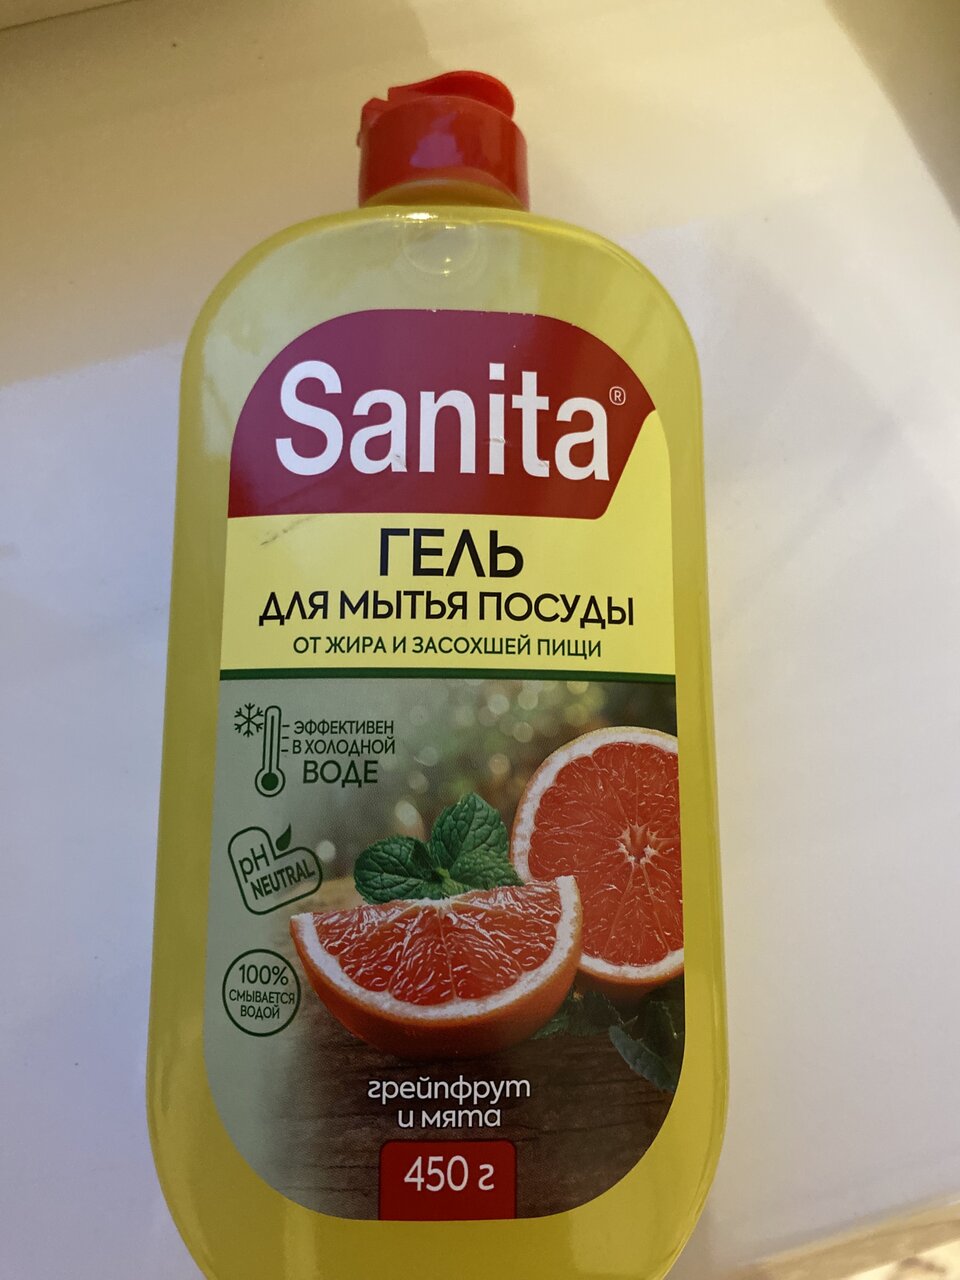 Sanita®
ГЕЛЬ
ДЛЯ МЫТЬЯ ПОСУДЫ
ОТ ЖИРА И ЗАСОХШЕЙ ПИЩИ
ЭФФЕКТИВЕН
В ХОЛОДНОЙ
ВОДЕ
pH
NEUTRAL
100%
СМЫВАЕТСЯ
ВОДОЙ
грейпфрут
и мята
450 г